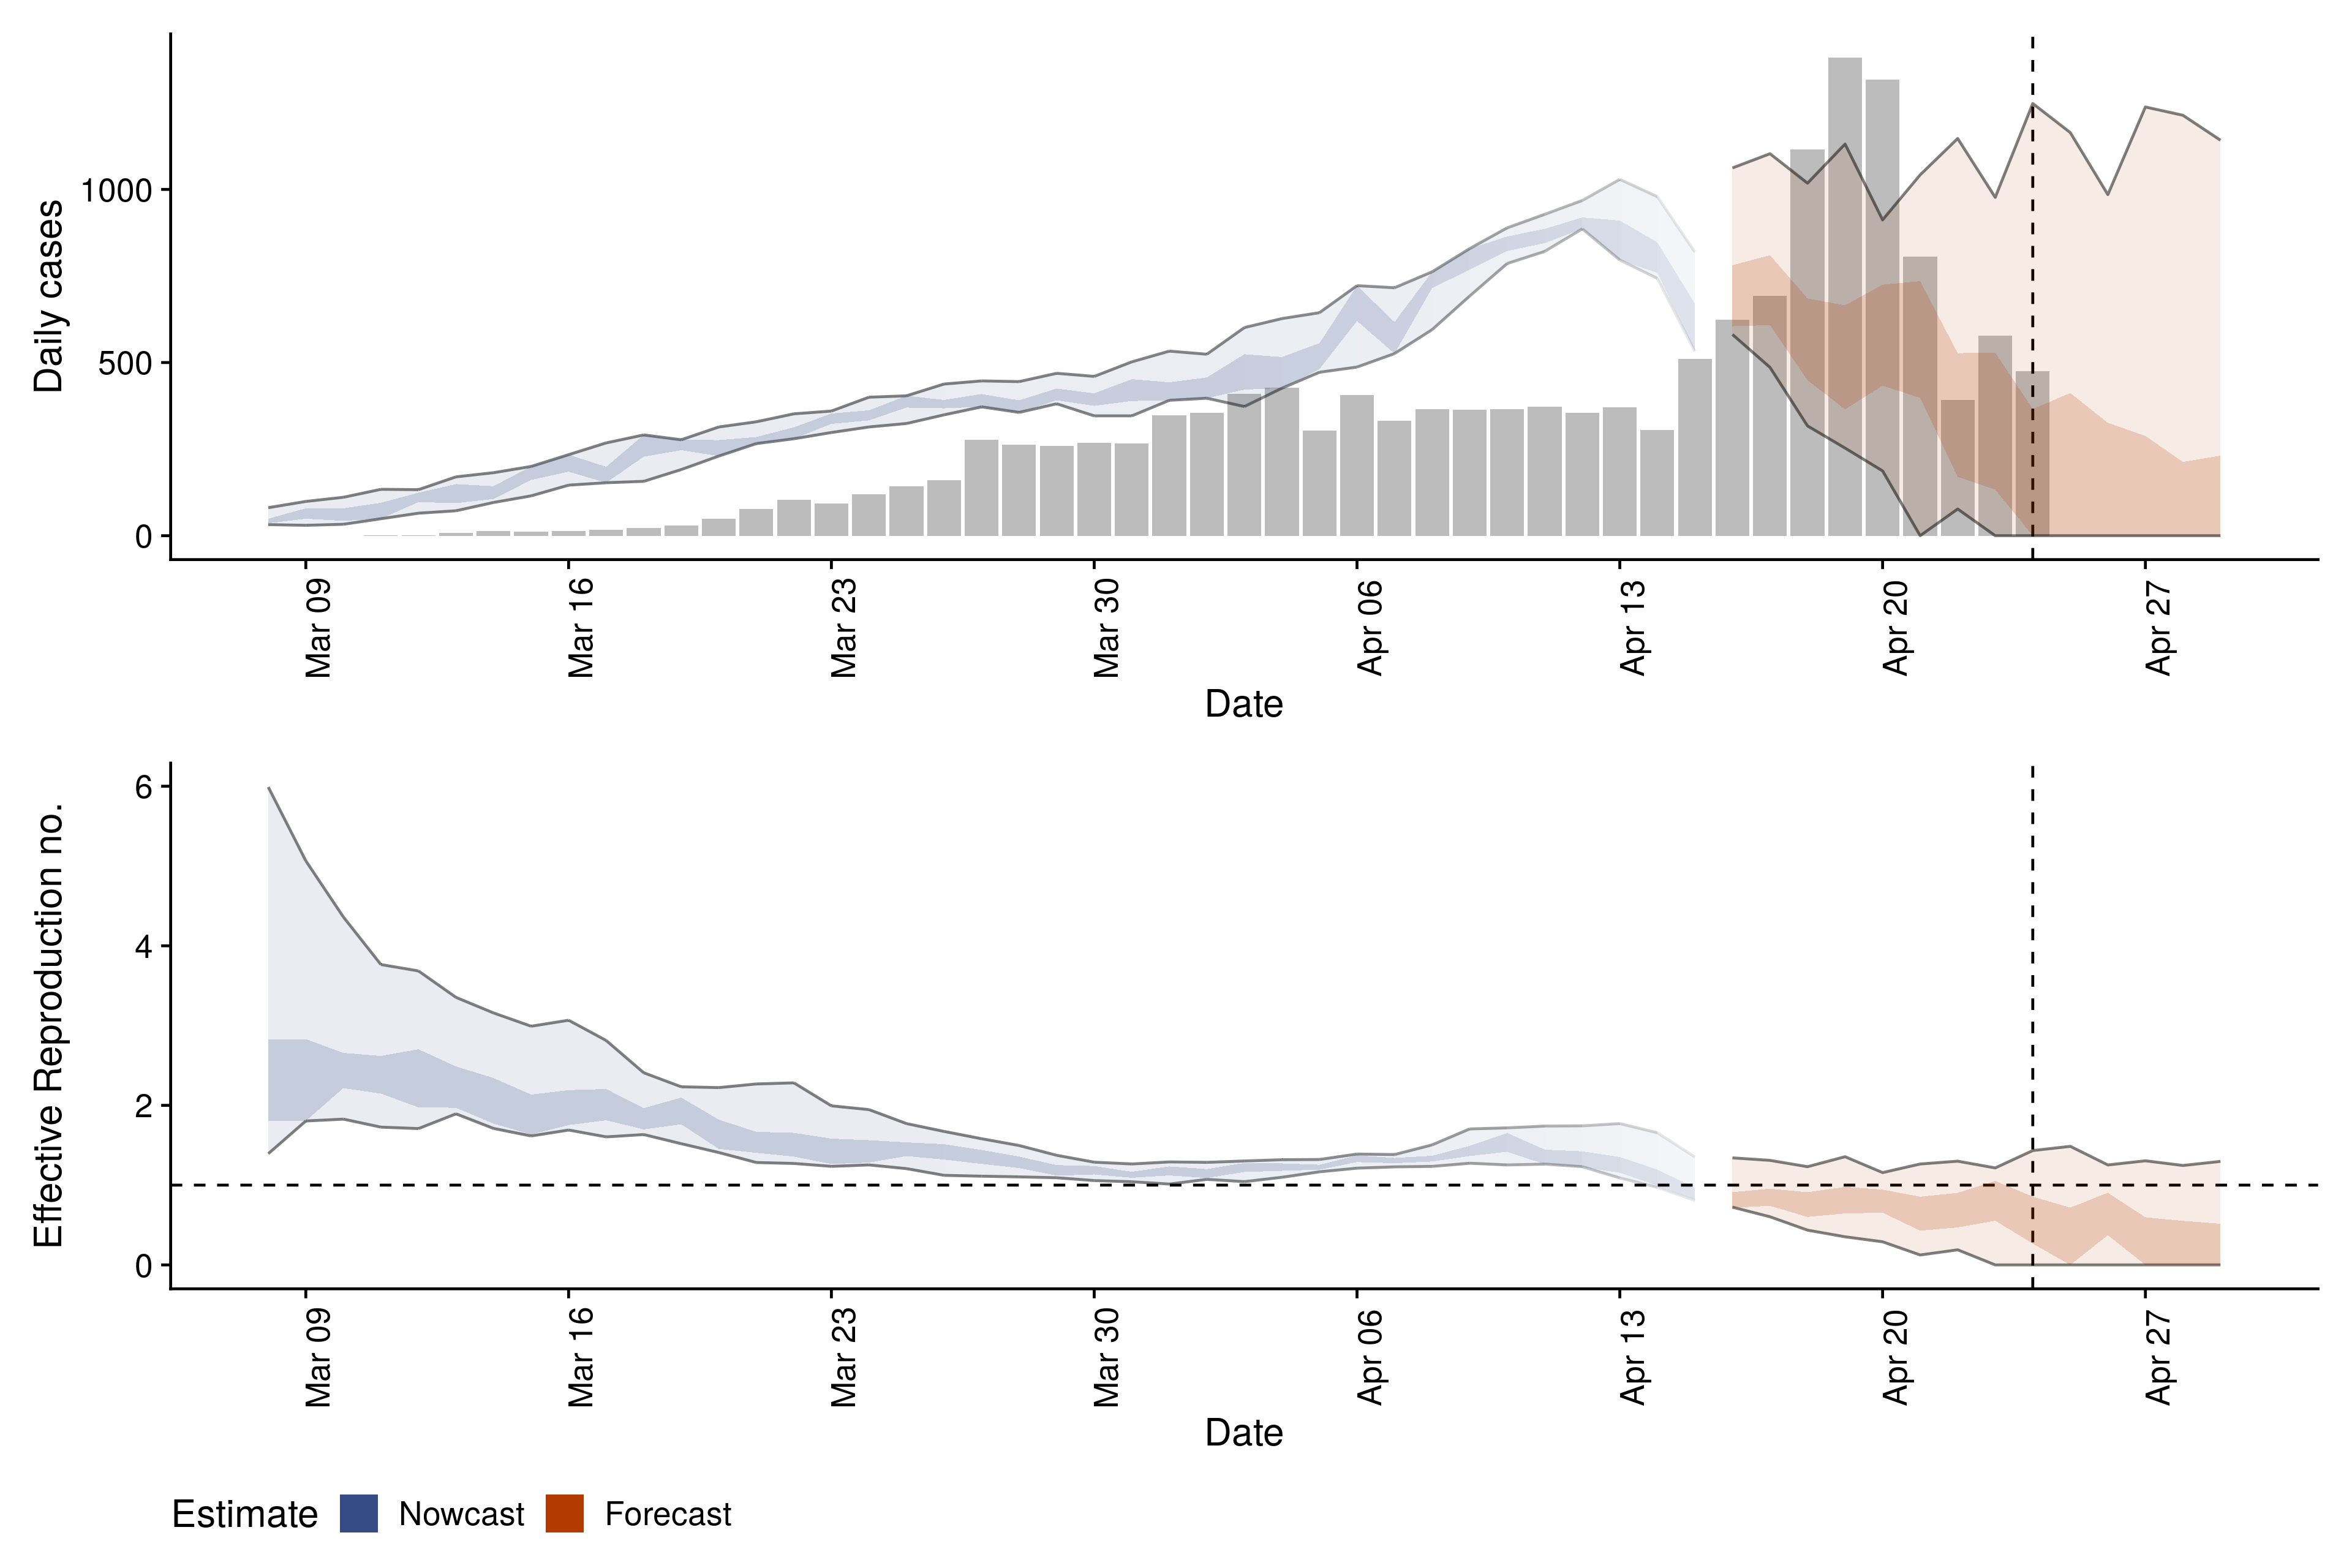 Daily cases
1000
500
0
Mar 09
Mar 16
Mar 23
Mar 30
Apr 06
Apr 13
Apr 20
Apr 27
Date
Effective Reproduction no.
6
4
2
0
Mar 09
Mar 16
Mar 23
Mar 30
Apr 06
Apr 13
Apr 20
Apr 27
Date
Estimate Nowcast Forecast